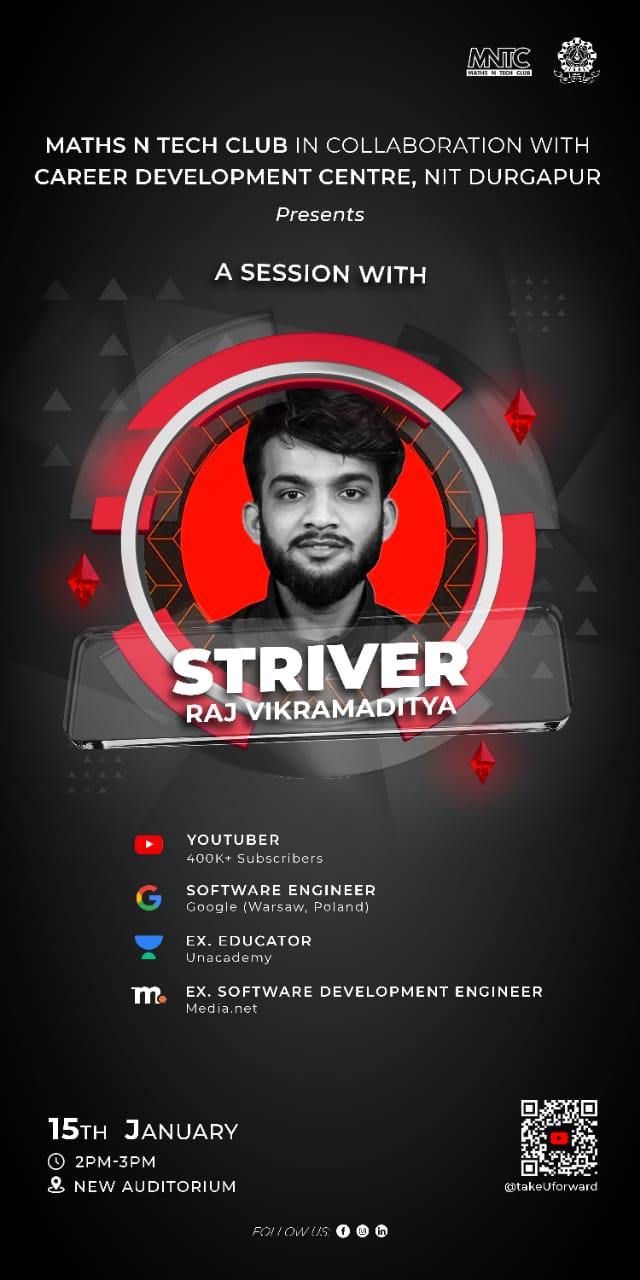 MNTC
MATHS N TECH CLUB
MATHS N TECH CLUB IN COLLABORATION WITH
CAREER DEVELOPMENT CENTRE, NIT DURGAPUR
Presents
A SESSION WITH
STRIVER
RAJ VIKRAMADITYA
YOUTUBER
400K+ Subscribers
SOFTWARE ENGINEER
Google (Warsaw, Poland)
EX. EDUCATOR
Unacademy
m.
EX. SOFTWARE DEVELOPMENT ENGINEER
Media.net
15TH JANUARY
2PM-3PM
NEW AUDITORIUM
@takeUforward
FOLLOW US: